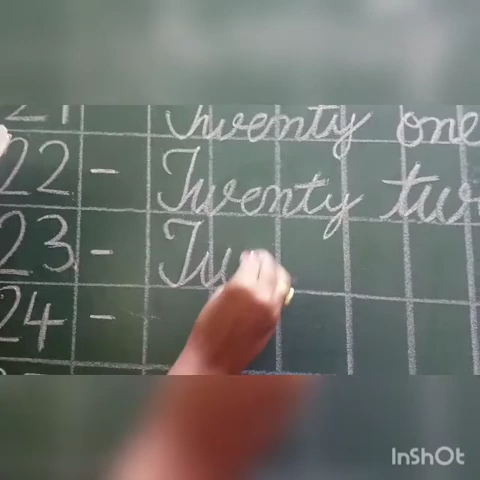 21 Twenty one
22 - Twenty two
23 - Tw
24 -
InShOt